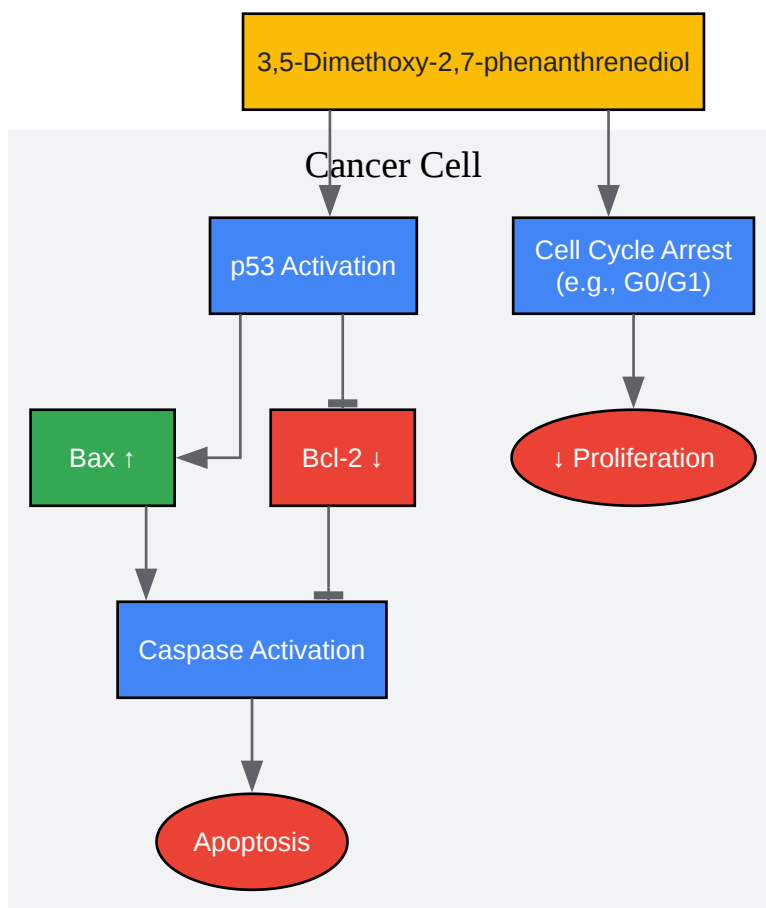 3,5-Dimethoxy-2,7-phenanthrenediol
Cancer Cell
p53 Activation
Cell Cycle Arrest
(e.g., G0/G1)
Bax ↑
Bcl-2 ↓
↓ Proliferation
Caspase Activation
Apoptosis